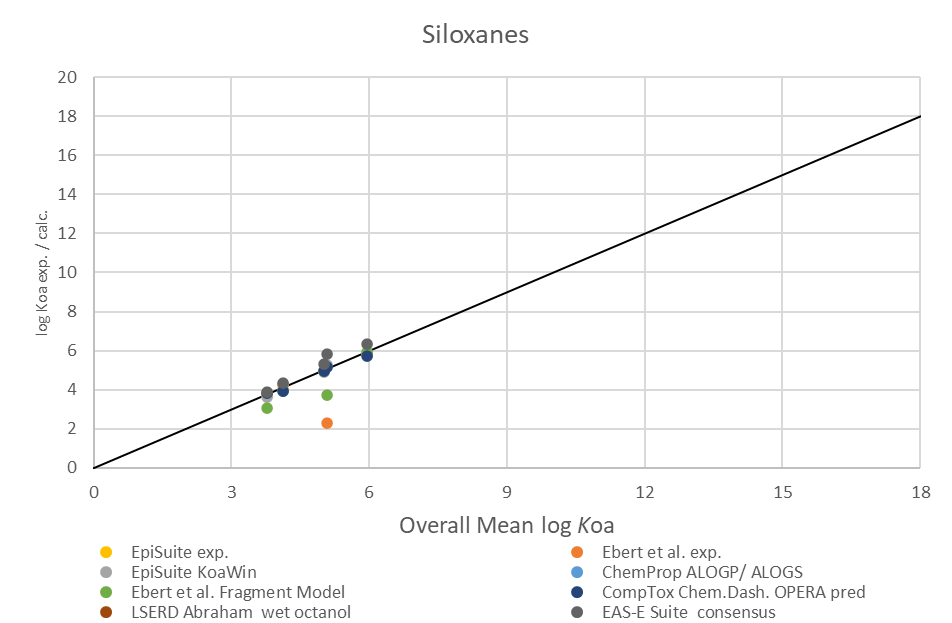 Siloxanes
20
18
16
14
12
10
8
6
4
2
0
log Koa exp. / calc.
0 3 6 9 12 15 18
Overall Mean log Koa
EpiSuite exp. Ebert et al. exp.
EpiSuite KoaWin ChemProp ALOGP/ ALOGS
Ebert et al. Fragment Model CompTox Chem.Dash. OPERA pred
LSERD Abraham wet octanol EAS-E Suite consensus